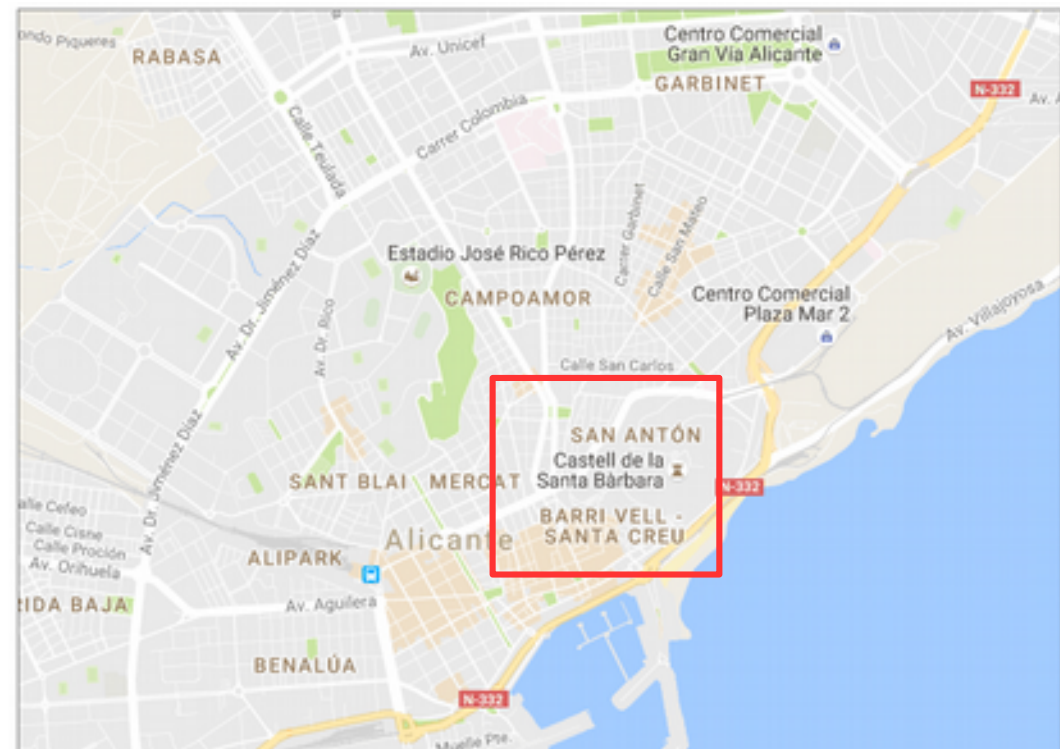 ondo Piqueres
RABASA
Av. Unicef
Centro Comercial
Gran Vía Alicante
GARBINET
N-332
Av.
Calle Teulada
Carrer Colombia
Carrer Garbinet
Calle San Mateo
Estadio José Rico Pérez
Av. Dr. Jiménez Díaz
CAMPOAMOR
Centro Comercial
Plaza Mar 2
Av. Villajoyosa
Av. Dr. Rico
Calle San Carlos
SAN ANTÓN
Castell de la
Santa Bàrbara
SANT BLAI
MERCAT
N-332
Av. Dr. Jiménez Díaz
alle Cefeo
Calle Cisne
Calle Proción
Av. Orihuela
BARRI VELL -
SANTA CREU
Alicante
ALIPARK
RIDA BAJA
Av. Aguilera
BENALÚA
N-332
Muelle Pte.